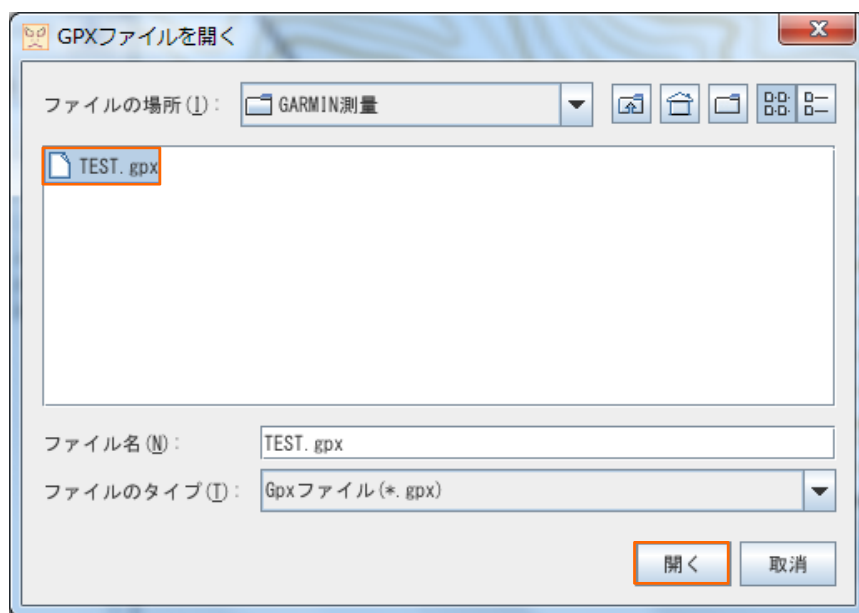 GPXファイルを開く
ファイルの場所(I): GARMIN測量
TEST.gpx
ファイル名(N): TEST.gpx
ファイルのタイプ(T): Gpxファイル(*.gpx)
開く 取消